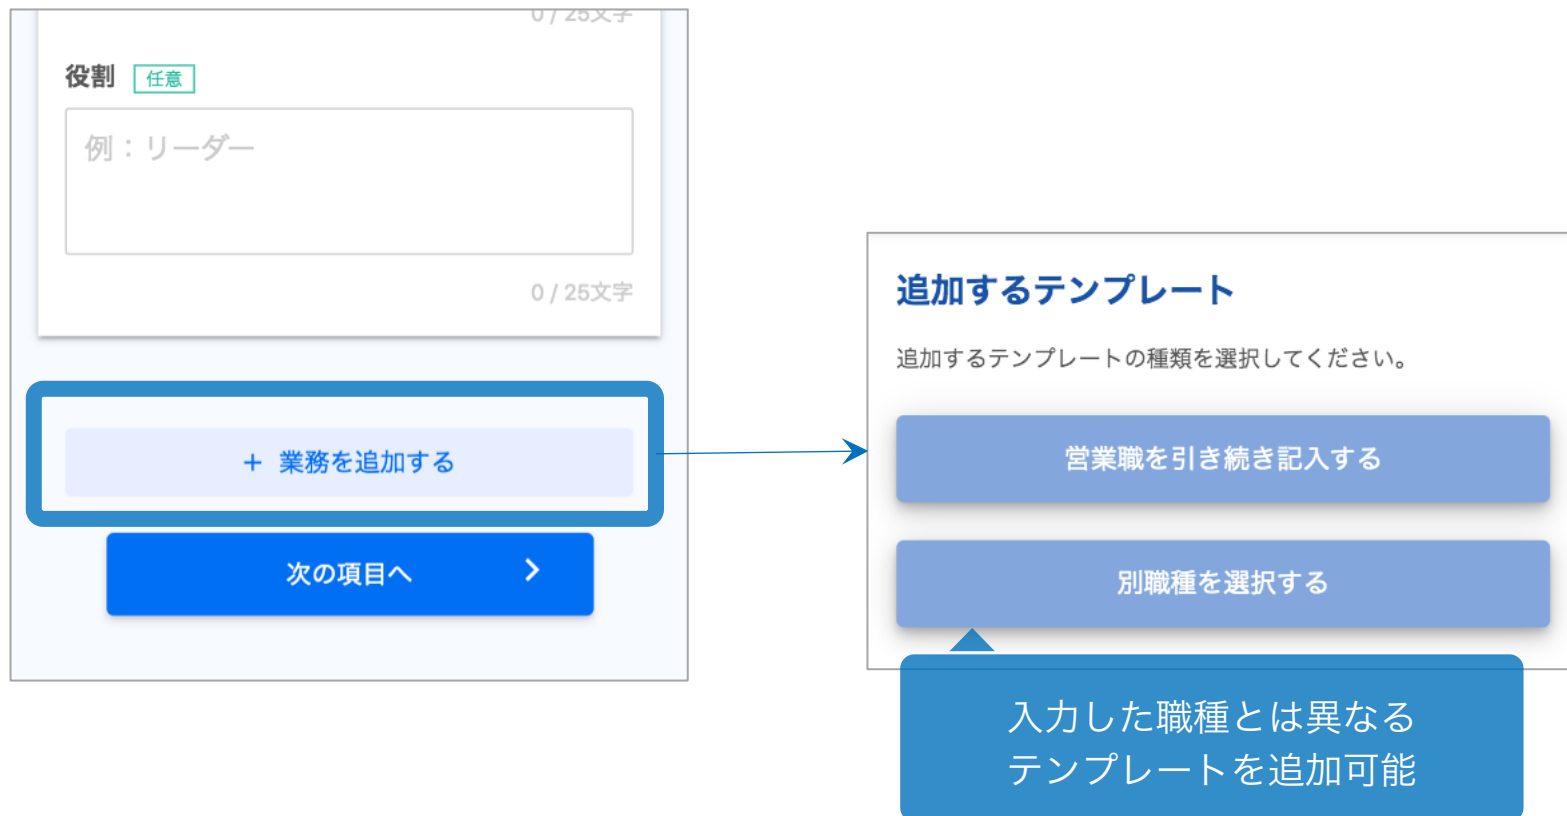 0 / 25文字
役割 任意
例：リーダー
0 / 25文字
+ 業務を追加する
次の項目へ
追加するテンプレート
追加するテンプレートの種類を選択してください。
営業職を引き続き記入する
別職種を選択する
入力した職種とは異なる
テンプレートを追加可能